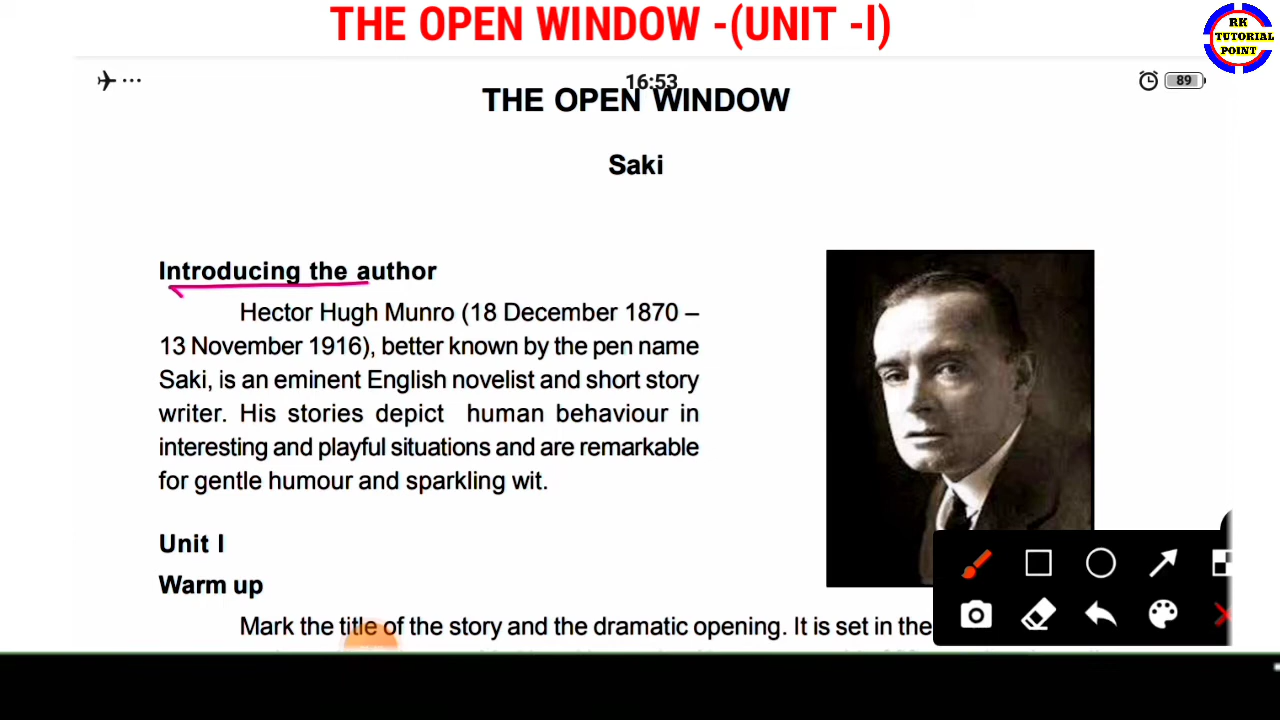 THE OPEN WINDOW -(UNIT -I)
RK
TUTORIAL
POINT
16:53
89
THE OPEN WINDOW
Saki
Introducing the author
Hector Hugh Munro (18 December 1870 –
13 November 1916), better known by the pen name
Saki, is an eminent English novelist and short story
writer. His stories depict human behaviour in
interesting and playful situations and are remarkable
for gentle humour and sparkling wit.
Unit I
Warm up
Mark the title of the story and the dramatic opening. It is set in the